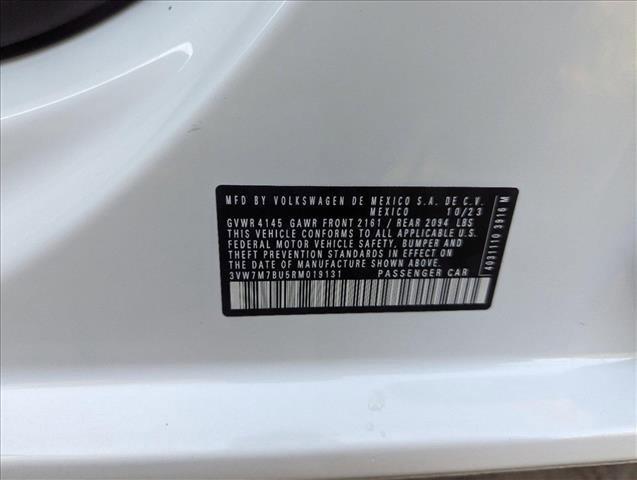 MFD BY VOLKSWAGEN DE MEXICO S.A. DE C.V.
MEXICO 10/23
GVWR 4145 GAWR FRONT 2161 / REAR 2094 LBS
THIS VEHICLE CONFORMS TO ALL APPLICABLE U.S.
FEDERAL MOTOR VEHICLE SAFETY, BUMPER AND
THEFT PREVENTION STANDARDS IN EFFECT ON
THE DATE OF MANUFACTURE SHOWN ABOVE
3VW7M7BU5RM019131 PASSENGER CAR
4031110 3916 M